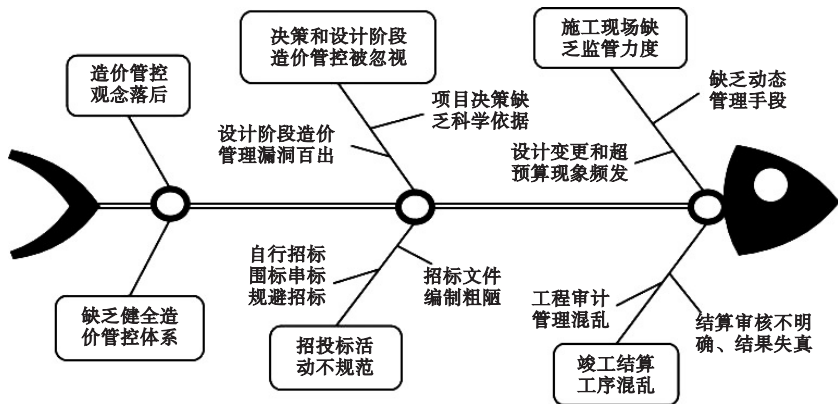 造价管控
观念落后
决策和设计阶段
造价管控被忽视
项目决策缺
乏科学依据
设计阶段造价
管理漏洞百出
施工现场缺
乏监管力度
缺乏动态
管理手段
设计变更和超
预算现象频发
缺乏健全造
价管控体系
自行招标
围标串标
规避招标
招标文件
编制粗陋
招投标活
动不规范
工程审计
管理混乱
结算审核不明
确、结果失真
竣工结算
工序混乱